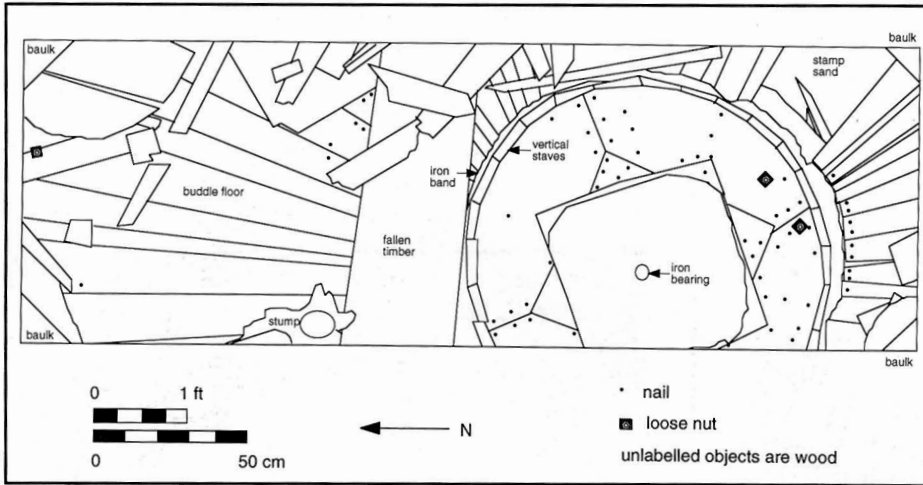 baulk
baulk
stamp
sand
vertical
staves
iron
band
buddle floor
fallen
timber
iron
bearing
stump
baulk
baulk
0 1 ft
0 50 cm
N
nail
loose nut
unlabelled objects are wood